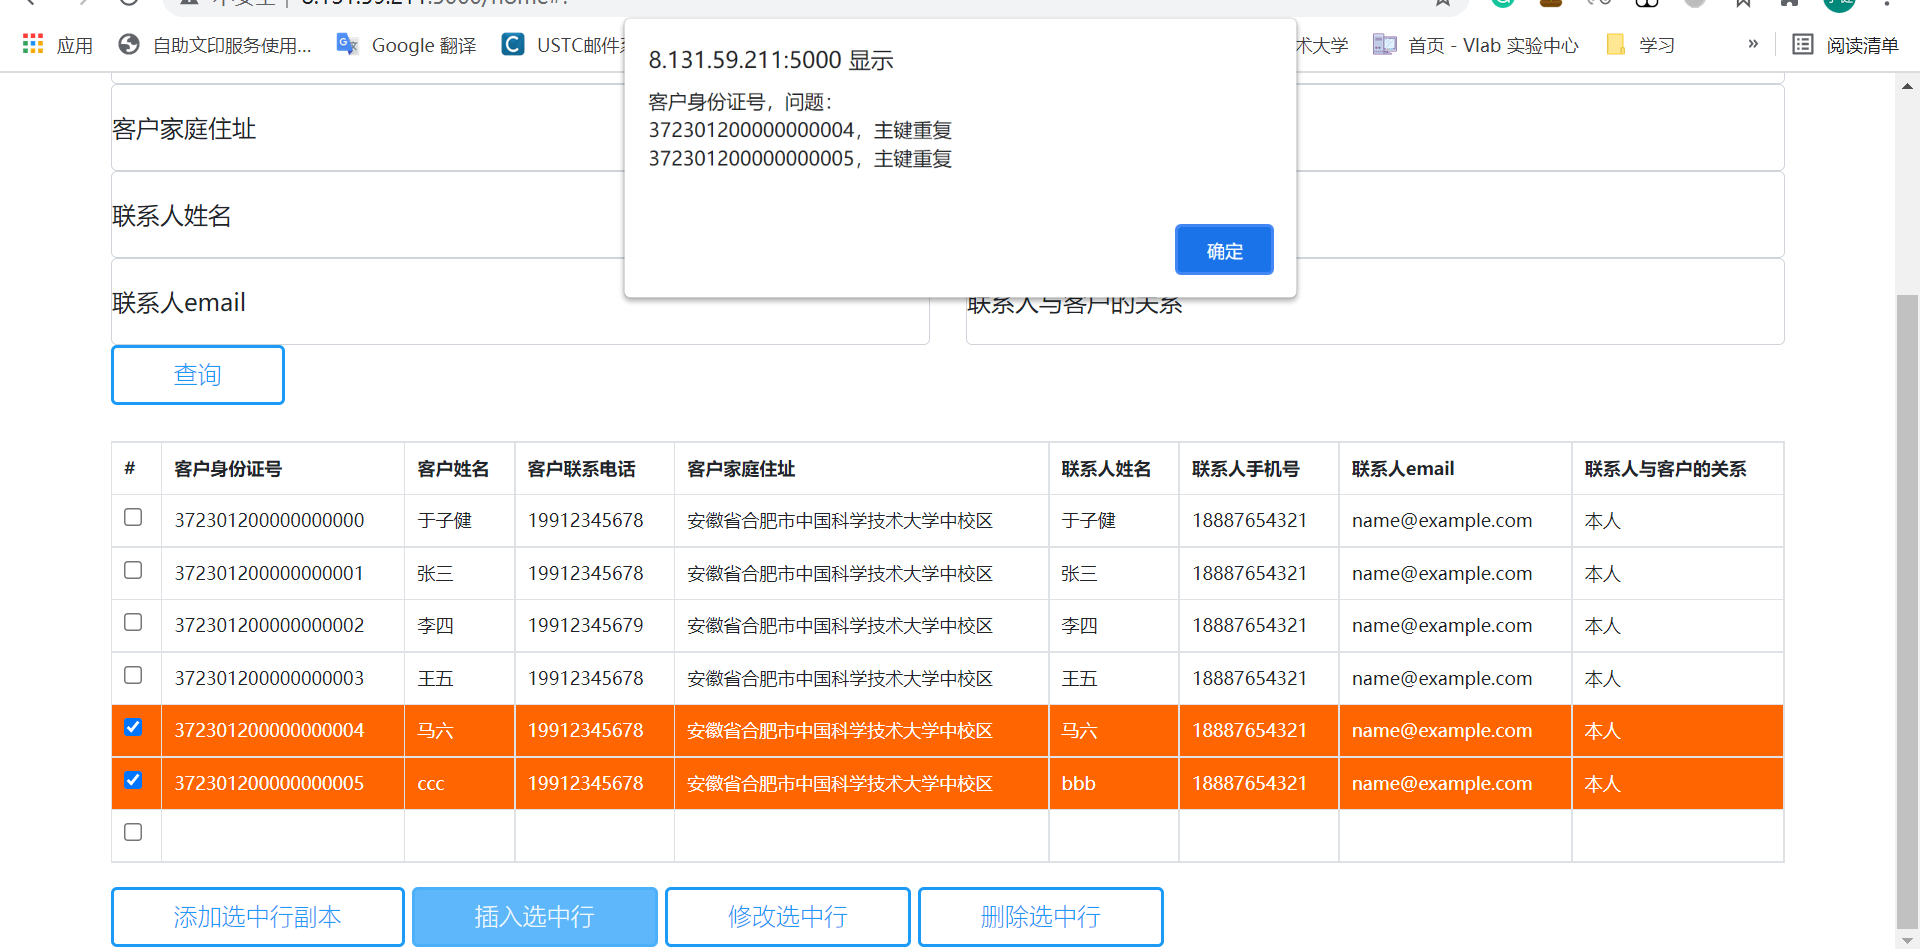 应用
自助文印服务使用...
Google 翻译
USTC邮件
术大学
首页 - Vlab 实验中心
学习
»
阅读清单
8.131.59.211:5000 显示
客户身份证号，问题：
372301200000000004，主键重复
372301200000000005，主键重复
确定
客户家庭住址
联系人姓名
联系人email
联系人与客户的关系
查询
# 客户身份证号 客户姓名 客户联系电话 客户家庭住址 联系人姓名 联系人手机号 联系人email 联系人与客户的关系
372301200000000000 于子健 19912345678 安徽省合肥市中国科学技术大学中校区 于子健 18887654321 name@example.com 本人
372301200000000001 张三 19912345678 安徽省合肥市中国科学技术大学中校区 张三 18887654321 name@example.com 本人
372301200000000002 李四 19912345679 安徽省合肥市中国科学技术大学中校区 李四 18887654321 name@example.com 本人
372301200000000003 王五 19912345678 安徽省合肥市中国科学技术大学中校区 王五 18887654321 name@example.com 本人
372301200000000004 马六 19912345678 安徽省合肥市中国科学技术大学中校区 马六 18887654321 name@example.com 本人
372301200000000005 ccc 19912345678 安徽省合肥市中国科学技术大学中校区 bbb 18887654321 name@example.com 本人
添加选中行副本
插入选中行
修改选中行
删除选中行